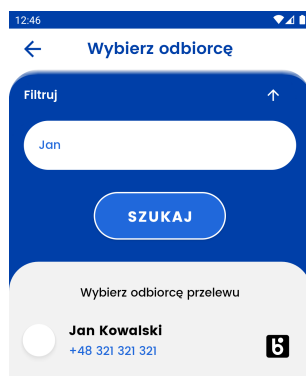 12:46
Wybierz odbiorcę
Filtruj
Jan
SZUKAJ
Wybierz odbiorcę przelewu
Jan Kowalski
+48 321 321 321